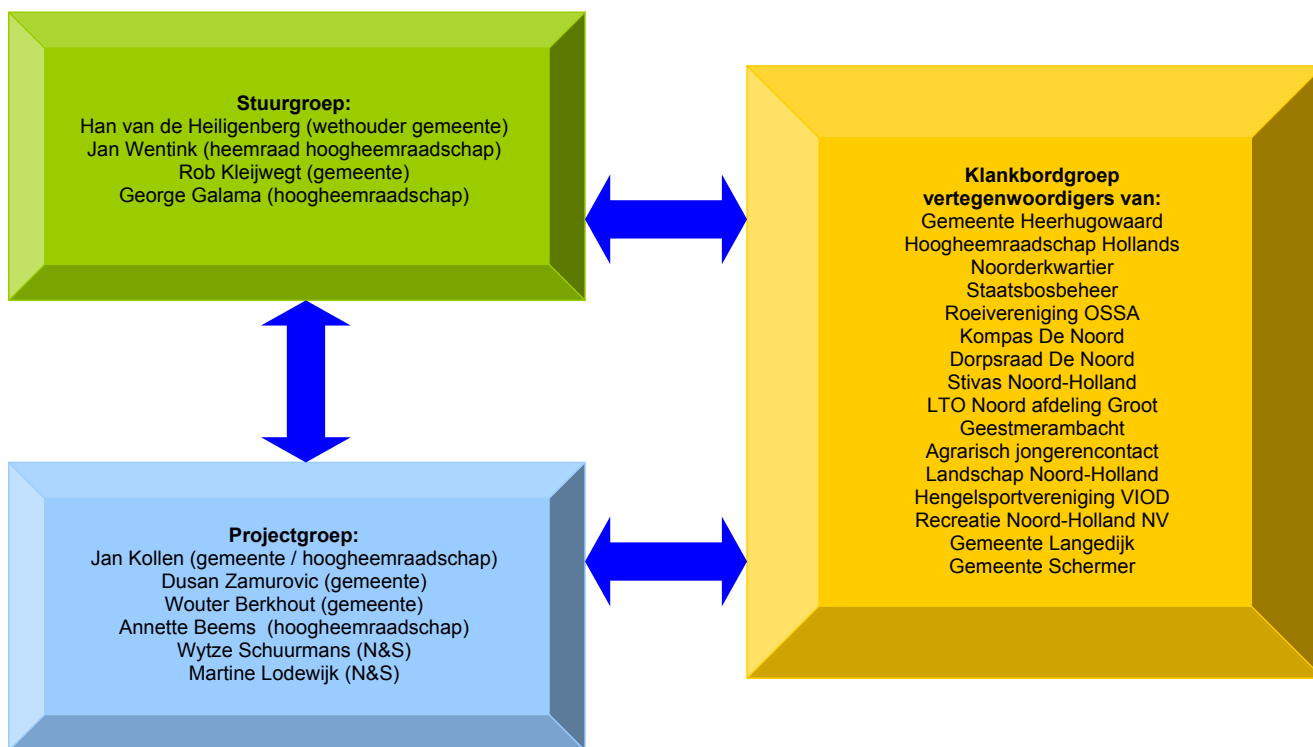 Stuurgroep:
Han van de Heiligenberg (wethouder gemeente)
Jan Wentink (heemraad hoogheemraadschap)
Rob Kleijwegt (gemeente)
George Galama (hoogheemraadschap)
Projectgroep:
Jan Kollen (gemeente / hoogheemraadschap)
Dusan Zamurovic (gemeente)
Wouter Berkhout (gemeente)
Annette Beems  (hoogheemraadschap)
Wytze Schuurmans (N&S)
Martine Lodewijk (N&S)
Klankbordgroep
vertegenwoordigers van:
Gemeente Heerhugowaard
Hoogheemraadschap Hollands
Noorderkwartier
Staatsbosbeheer
Roeivereniging OSSA
Kompas De Noord
Dorpsraad De Noord
Stivas Noord-Holland
LTO Noord afdeling Groot
Geestmerambacht
Agrarisch jongerencontact
Landschap Noord-Holland
Hengelsportvereniging VIOD
Recreatie Noord-Holland NV
Gemeente Langedijk
Gemeente Schermer